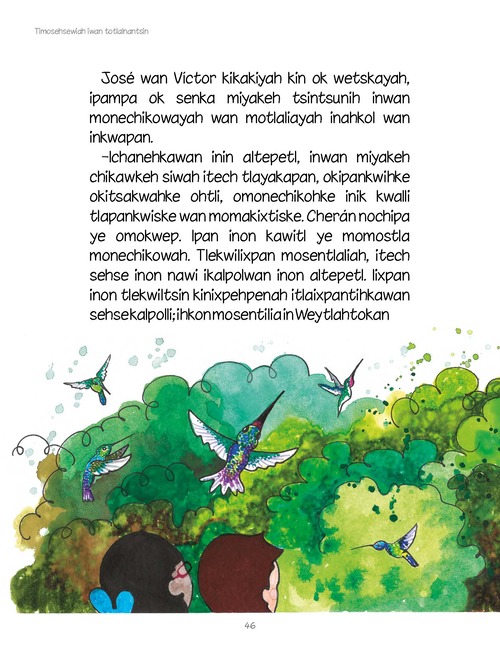 Timosehsewiah iwan totlalnantsin
José wan Victor kikakiyah kin ok wetskayah,
ipampa ok senka miyakeh tsintsunih inwan
monechikowayah wan motlaliayah inahkol wan
inkwapan.
–Ichanehkawan inin altepetl, inwan miyakeh
chikawkeh siwah itech tlayakapan, okipankwihke
okitsakwahke ohtli, omonechikohke inik kwalli
tlapankwiske wan momakixtiske. Cherán nochipa
ye omokwep. Ipan inon kawitl ye momostla
monechikowah. Tlekwilixpan mosentlaliah, itech
sehse inon nawi ikalpolwan inon altepetl. Iixpan
inon tlekwiltsin kinixpehpenah itlaixpantihkawan
sehse kalpolli; ihkon mosentilia in Weytlahtokan
46